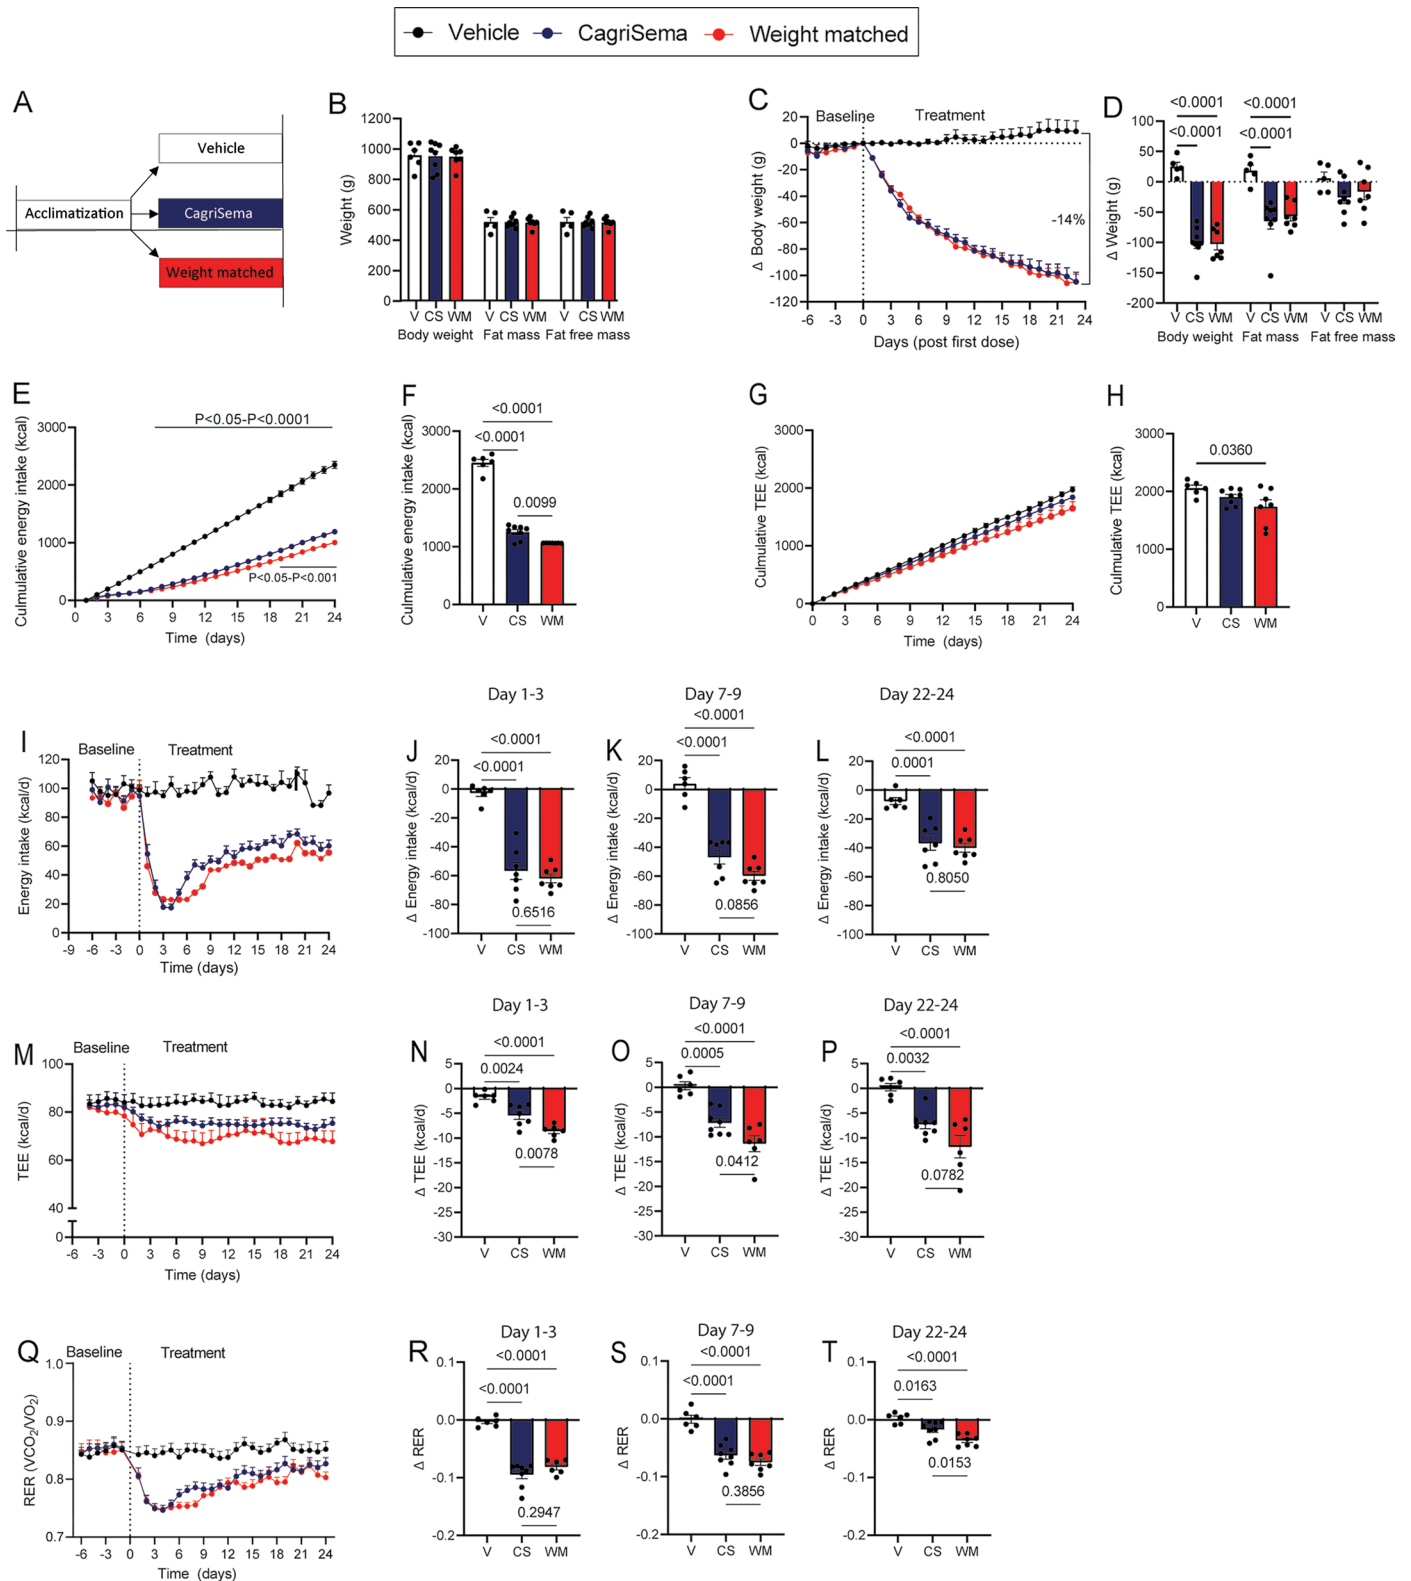 Vehicle CagriSema Weight matched
A
Vehicle
Acclimatization
CagriSema
Weight matched
B
Weight (g)
1200
1000
800
600
400
200
0
V CS WM V CS WM V CS WM
Body weight Fat mass Fat free mass
C
Baseline Treatment
Δ Body weight (g)
20
0
-20
-40
-60
-80
-100
-120
-14%
-6 -3 0 3 6 9 12 15 18 21 24
Days (post first dose)
D
<0.0001 <0.0001
<0.0001 <0.0001
Δ Weight (g)
100
50
0
-50
-100
-150
-200
V CS WM V CS WM V CS WM
Body weight Fat mass Fat free mass
E
Culmulative energy intake (kcal)
P<0.05-P<0.0001
3000
2000
1000
0
P<0.05-P<0.001
0 3 6 9 12 15 18 21 24
Time (days)
F
Culmulative energy intake (kcal)
<0.0001
<0.0001
0.0099
3000
2000
1000
0
V CS WM
G
Culmulative TEE (kcal)
3000
2000
1000
0
0 3 6 9 12 15 18 21 24
Time (days)
H
Culmulative TEE (kcal)
0.0360
3000
2000
1000
0
V CS WM
I
Baseline Treatment
Energy intake (kcal/d)
120
100
80
60
40
20
0
-9 -6 -3 0 3 6 9 12 15 18 21 24
Time (days)
Day 1-3
J
<0.0001
<0.0001
Δ Energy intake (kcal/d)
20
0
-20
-40
-60
-80
-100
0.6516
V CS WM
Day 7-9
K
<0.0001
<0.0001
Δ Energy intake (kcal/d)
20
0
-20
-40
-60
-80
-100
0.0856
V CS WM
Day 22-24
L
<0.0001
0.0001
Δ Energy intake (kcal/d)
20
0
-20
-40
-60
-80
-100
0.8050
V CS WM
M
Baseline Treatment
TEE (kcal/d)
100
80
60
40
0
-6 -3 0 3 6 9 12 15 18 21 24
Time (days)
Day 1-3
N
<0.0001
0.0024
Δ TEE (kcal/d)
5
0
-5
-10
-15
-20
-25
-30
0.0078
V CS WM
Day 7-9
O
<0.0001
0.0005
Δ TEE (kcal/d)
5
0
-5
-10
-15
-20
-25
-30
0.0412
V CS WM
Day 22-24
P
<0.0001
0.0032
Δ TEE (kcal/d)
5
0
-5
-10
-15
-20
-25
-30
0.0782
V CS WM
Q
Baseline Treatment
RER (VCO2/VO2)
1.0
0.9
0.8
0.7
-6 -3 0 3 6 9 12 15 18 21 24
Time (days)
Day 1-3
R
<0.0001
<0.0001
Δ RER
0.1
0.0
-0.1
-0.2
0.2947
V CS WM
Day 7-9
S
<0.0001
<0.0001
Δ RER
0.1
0.0
-0.1
-0.2
0.3856
V CS WM
Day 22-24
T
<0.0001
0.0163
Δ RER
0.1
0.0
-0.1
-0.2
0.0153
V CS WM